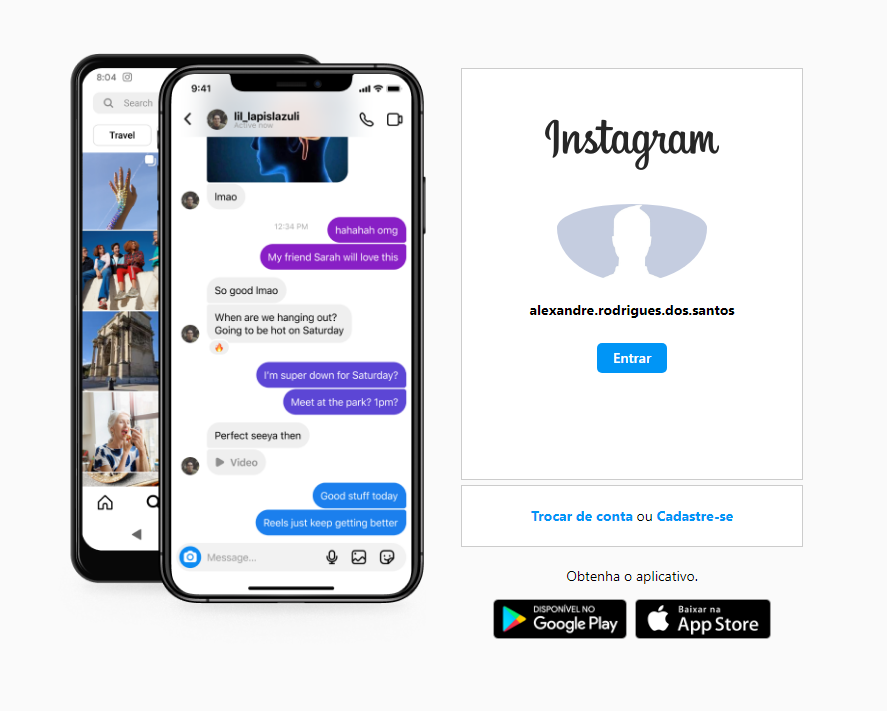 8:04
Search
Travel
9:41
lil_lapislazuli
Active now
lmao
12:34 PM
hahahah omg
My friend Sarah will love this
So good lmao
When are we hanging out?
Going to be hot on Saturday
I'm super down for Saturday?
Meet at the park? 1pm?
Perfect seeya then
Video
Good stuff today
Reels just keep getting better
Message...
Instagram
alexandre.rodrigues.dos.santos
Entrar
Trocar de conta ou Cadastre-se
Obtenha o aplicativo.
DISPONÍVEL NO
Google Play
Baixar na
App Store